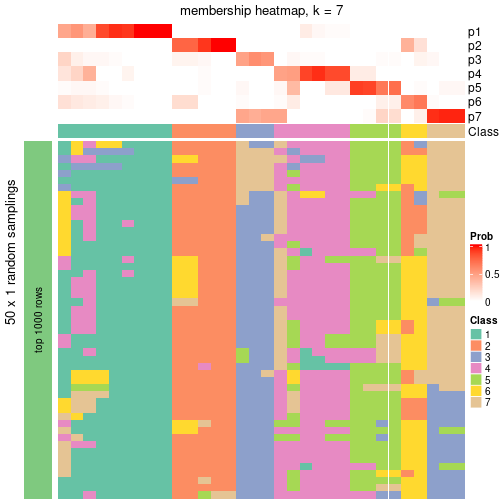 membership heatmap, k = 7
p1
p2
p3
p4
p5
p6
p7
Class
50 x 1 random samplings
top 1000 rows
Prob
1
0.5
0
Class
1
2
3
4
5
6
7